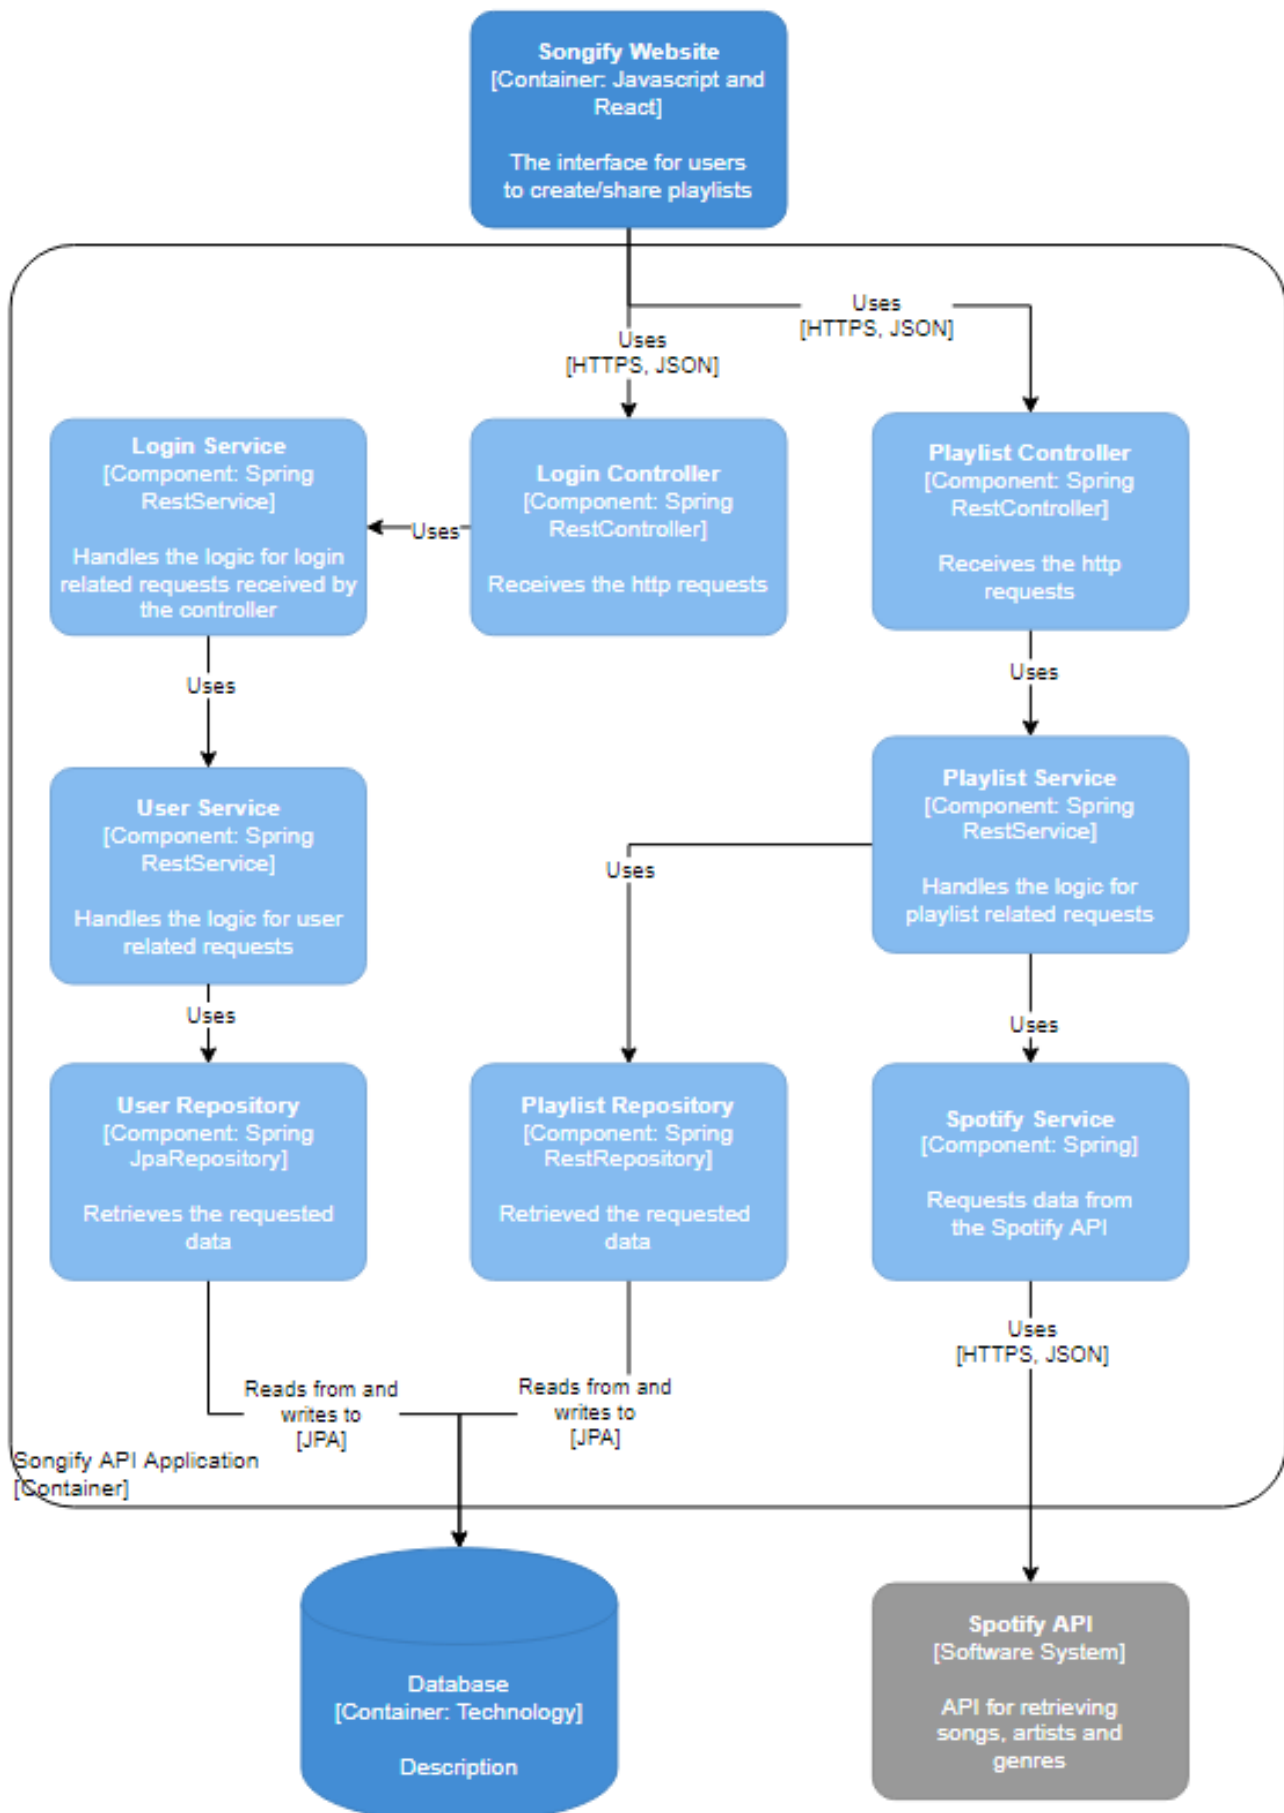 Songify Website
[Container: Javascript and
React]
The interface for users
to create/share playlists
Uses
[HTTPS, JSON]
Uses
[HTTPS, JSON]
Login Service
[Component: Spring
RestService]
Handles the logic for login
related requests received by
the controller
Uses
Login Controller
[Component: Spring
RestController]
Receives the http requests
Playlist Controller
[Component: Spring
RestController]
Receives the http
requests
Uses
Uses
User Service
[Component: Spring
RestService]
Handles the logic for user
related requests
Uses
Playlist Service
[Component: Spring
RestService]
Handles the logic for
playlist related requests
Uses
Uses
User Repository
[Component: Spring
JpaRepository]
Retrieves the requested
data
Playlist Repository
[Component: Spring
RestRepository]
Retrieved the requested
data
Spotify Service
[Component: Spring]
Requests data from
the Spotify API
Uses
[HTTPS, JSON]
Reads from and
writes to
[JPA]
Reads from and
writes to
[JPA]
Songify API Application
[Container]
Database
[Container: Technology]
Description
Spotify API
[Software System]
API for retrieving
songs, artists and
genres